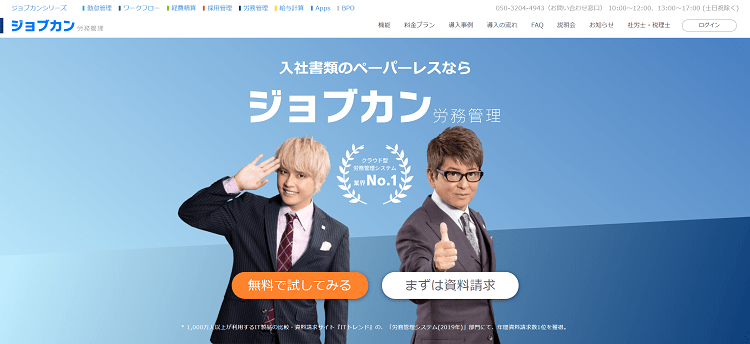 ジョブカンシリーズ 勤怠管理 ワークフロー 経費精算 採用管理 労務管理 給与計算 Apps BPO
050-3204-4943（お問い合わせ窓口） 10:00～12:00、13:00～17:00 (土日祝除く)
ジョブカン 労務管理
機能 料金プラン 導入事例 導入の流れ FAQ 説明会 お知らせ 社労士・税理士 ログイン
入社書類のペーパーレスなら
ジョブカン 労務管理
クラウド型
労務管理システム
業界No.1
無料で試してみる
まずは資料請求
* 1,000万人以上が利用するIT製品の比較・資料請求サイト『ITトレンド』の、「労務管理システム(2019年)」部門にて、年間資料請求数1位を獲得。